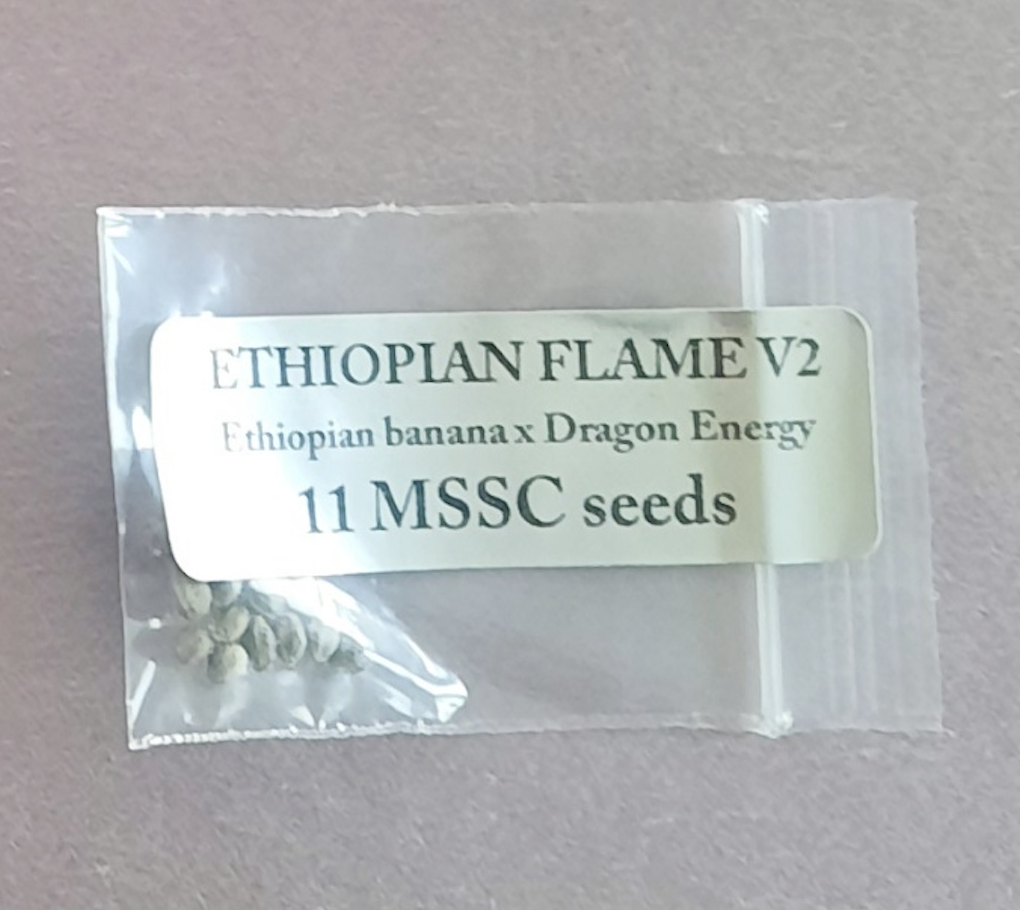 ETHIOPIAN FLAME V2
Ethiopian banana x Dragon Energy
11 MSSC seeds